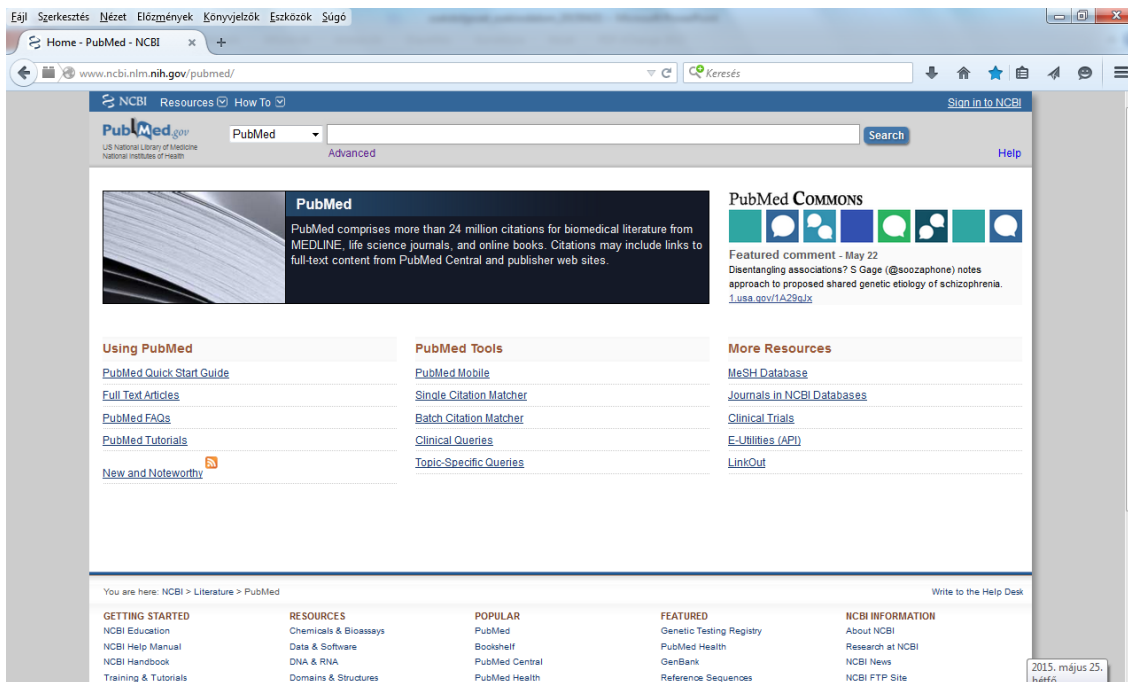 Fájl Szerkesztés Nézet Előzmények Könyvjelzők Eszközök Súgó
Home - PubMed - NCBI × +
www.ncbi.nlm.nih.gov/pubmed/
Keresés
NCBI Resources How To
Sign in to NCBI
PubMed.gov
US National Library of Medicine
National Institutes of Health
PubMed
Search
Advanced
Help
PubMed
PubMed comprises more than 24 million citations for biomedical literature from
MEDLINE, life science journals, and online books. Citations may include links to
full-text content from PubMed Central and publisher web sites.
PubMed COMMONS
Featured comment - May 22
Disentangling associations? S Gage (@soozaphone) notes
approach to proposed shared genetic etiology of schizophrenia.
1.usa.gov/1A29qJx
Using PubMed
PubMed Quick Start Guide
Full Text Articles
PubMed FAQs
PubMed Tutorials
New and Noteworthy
PubMed Tools
PubMed Mobile
Single Citation Matcher
Batch Citation Matcher
Clinical Queries
Topic-Specific Queries
More Resources
MeSH Database
Journals in NCBI Databases
Clinical Trials
E-Utilities (API)
LinkOut
You are here: NCBI > Literature > PubMed
Write to the Help Desk
GETTING STARTED
NCBI Education
NCBI Help Manual
NCBI Handbook
Training & Tutorials
RESOURCES
Chemicals & Bioassays
Data & Software
DNA & RNA
Domains & Structures
POPULAR
PubMed
Bookshelf
PubMed Central
PubMed Health
FEATURED
Genetic Testing Registry
PubMed Health
GenBank
Reference Sequences
NCBI INFORMATION
About NCBI
Research at NCBI
NCBI News
NCBI FTP Site
2015. május 25.
hétfő